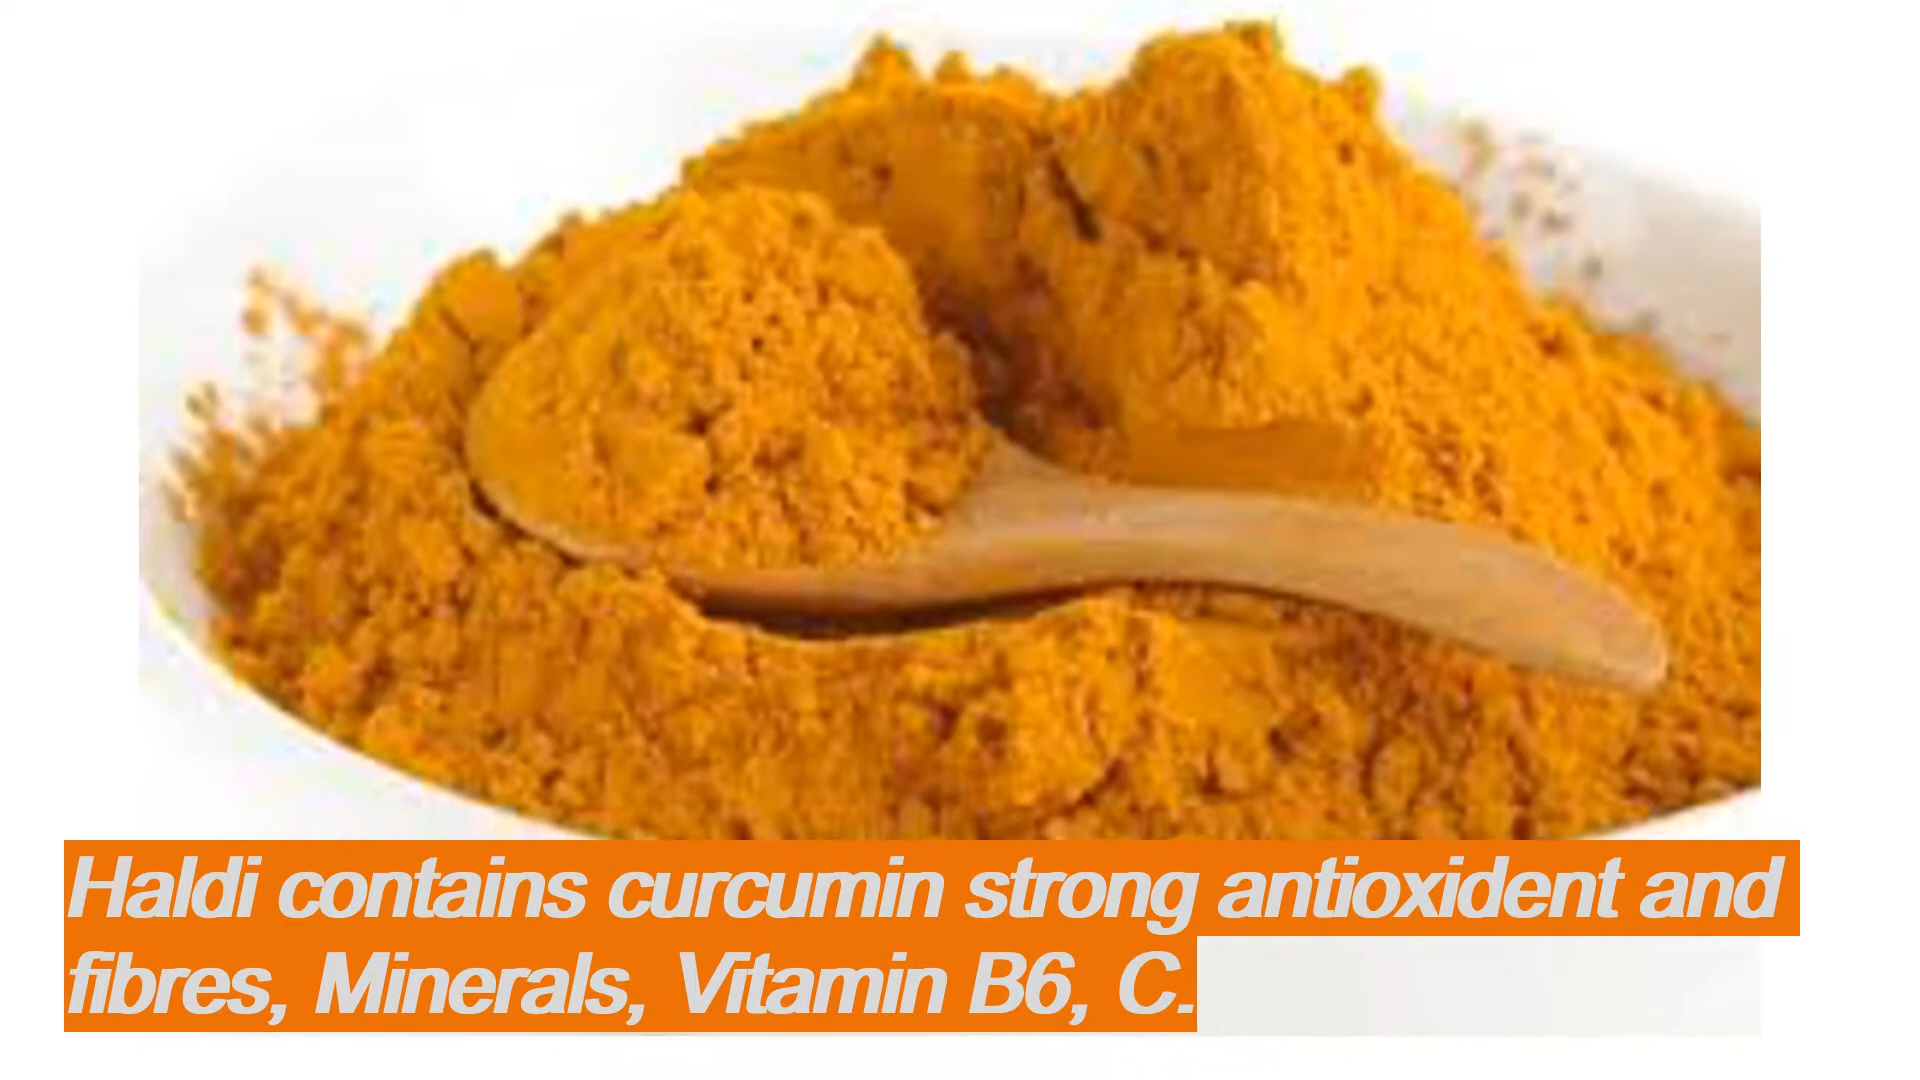 Haldi contains curcumin strong antioxident and
fibres, Minerals, Vitamin B6, C.